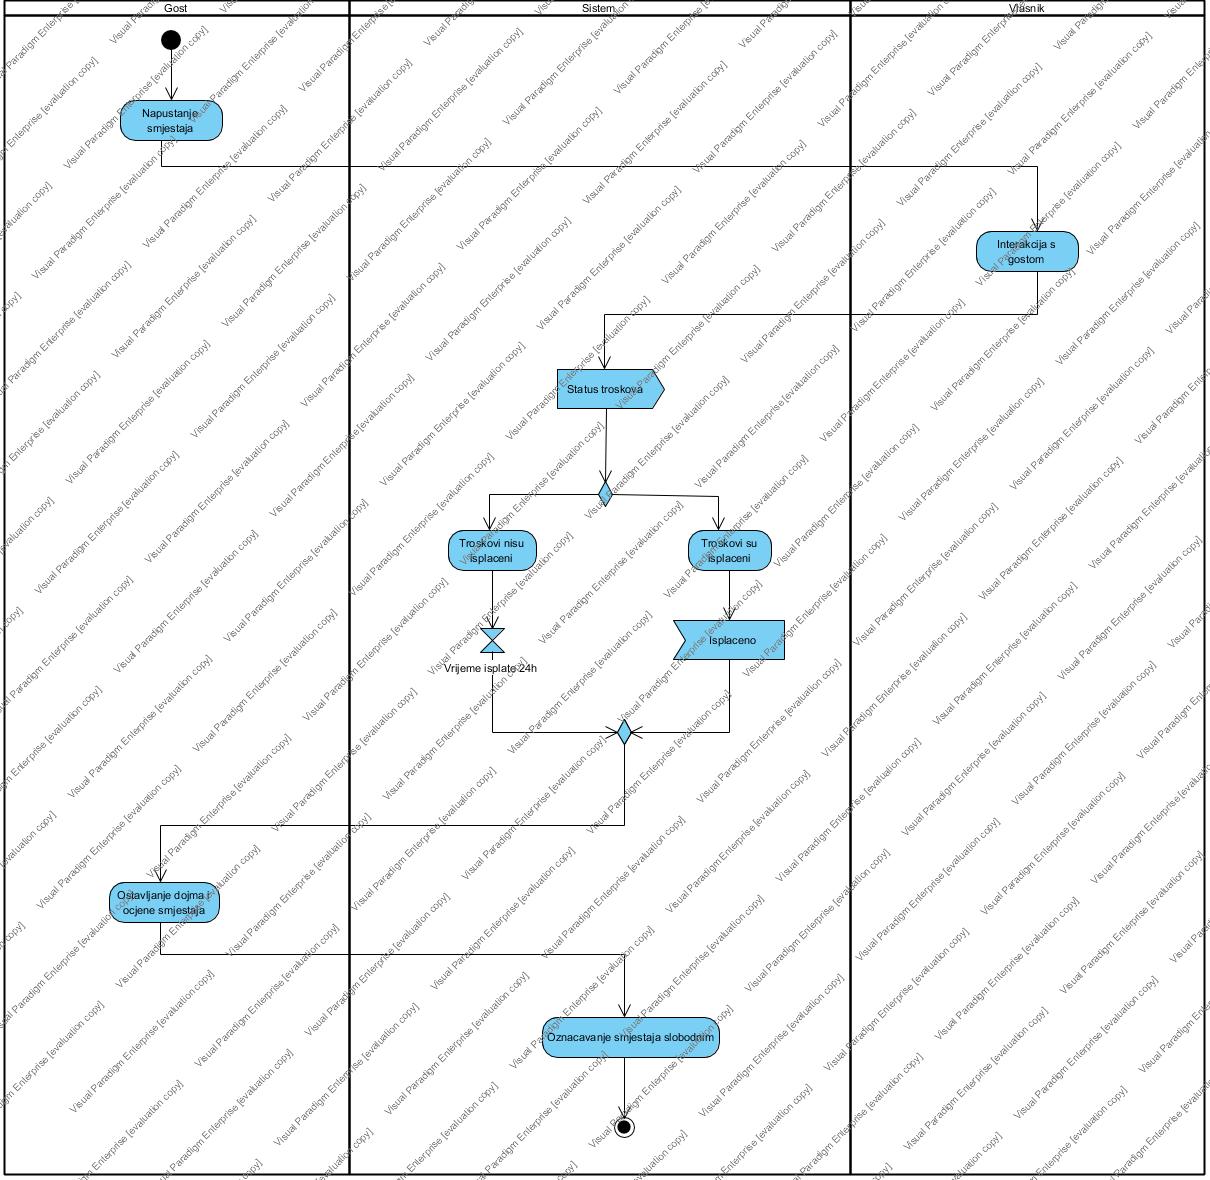 Gost
Sistem
Vlasnik
Napustanje
smjestaja
Interakcija s
gostom
Status troskova
Troskovi nisu
isplaceni
Troskovi su
isplaceni
Isplaceno
Vrijeme isplate 24h
Ostavljanje dojma i
ocjene smjestaja
Oznacavanje smjestaja slobodnim
Visual Paradigm Enterprise [evaluation copy]